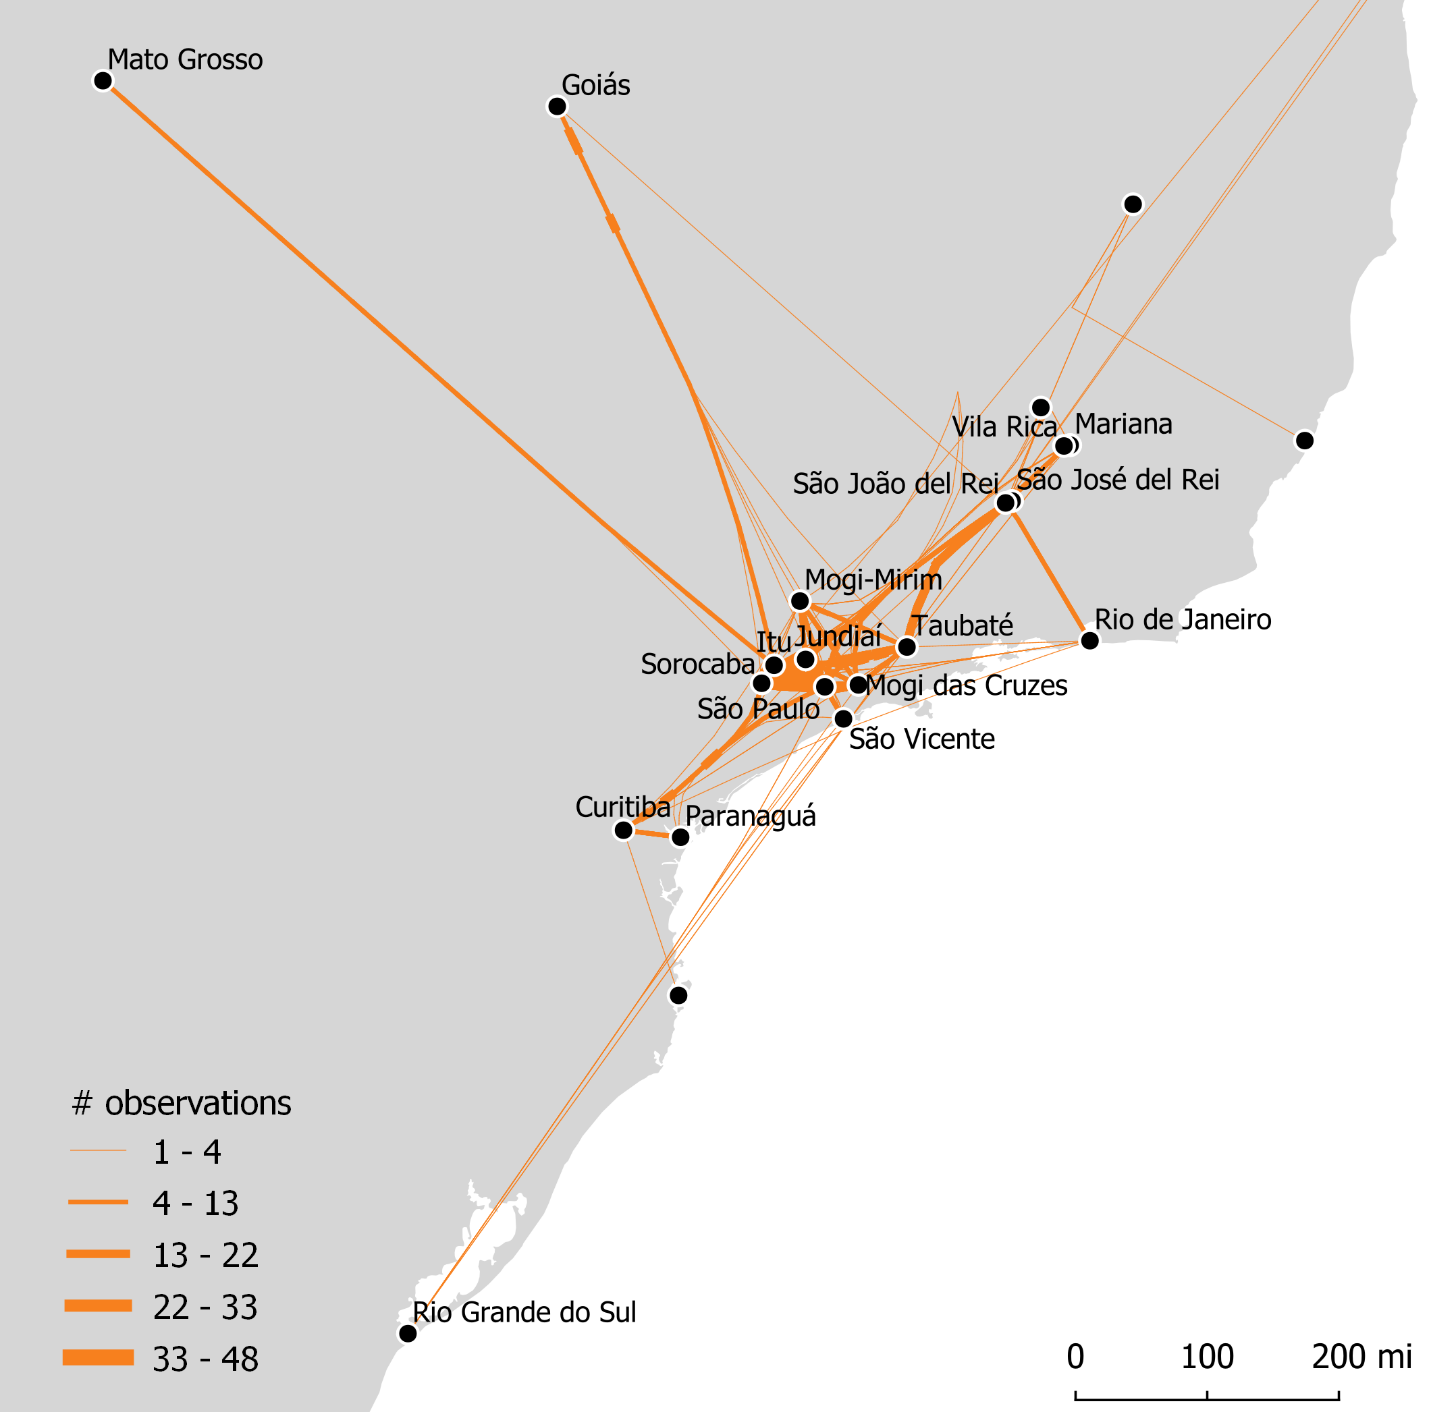 Mato Grosso
Goiás
Vila Rica
Mariana
São João del Rei
São José del Rei
Mogi-Mirim
Rio de Janeiro
Taubaté
Itu
Jundiaí
Sorocaba
Mogi das Cruzes
São Paulo
São Vicente
Curitiba
Paranaguá
# observations
1 - 4
4 - 13
13 - 22
22 - 33
33 - 48
Rio Grande do Sul
0 100 200 mi